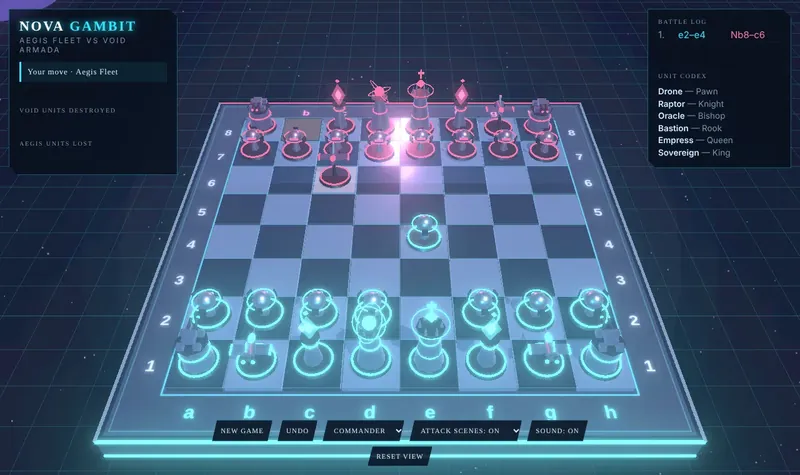 NOVA GAMBIT
AEGIS FLEET VS VOID
ARMADA
Your move · Aegis Fleet
VOID UNITS DESTROYED
AEGIS UNITS LOST
BATTLE LOG
1. e2–e4 Nb8–c6
UNIT CODEX
Drone — Pawn
Raptor — Knight
Oracle — Bishop
Bastion — Rook
Empress — Queen
Sovereign — King
b
g
8 8
7 7
6 6
5 5
4 4
3 3
2 2
1 1
a b c d e f g h
NEW GAME UNDO COMMANDER ATTACK SCENES: ON SOUND: ON
RESET VIEW